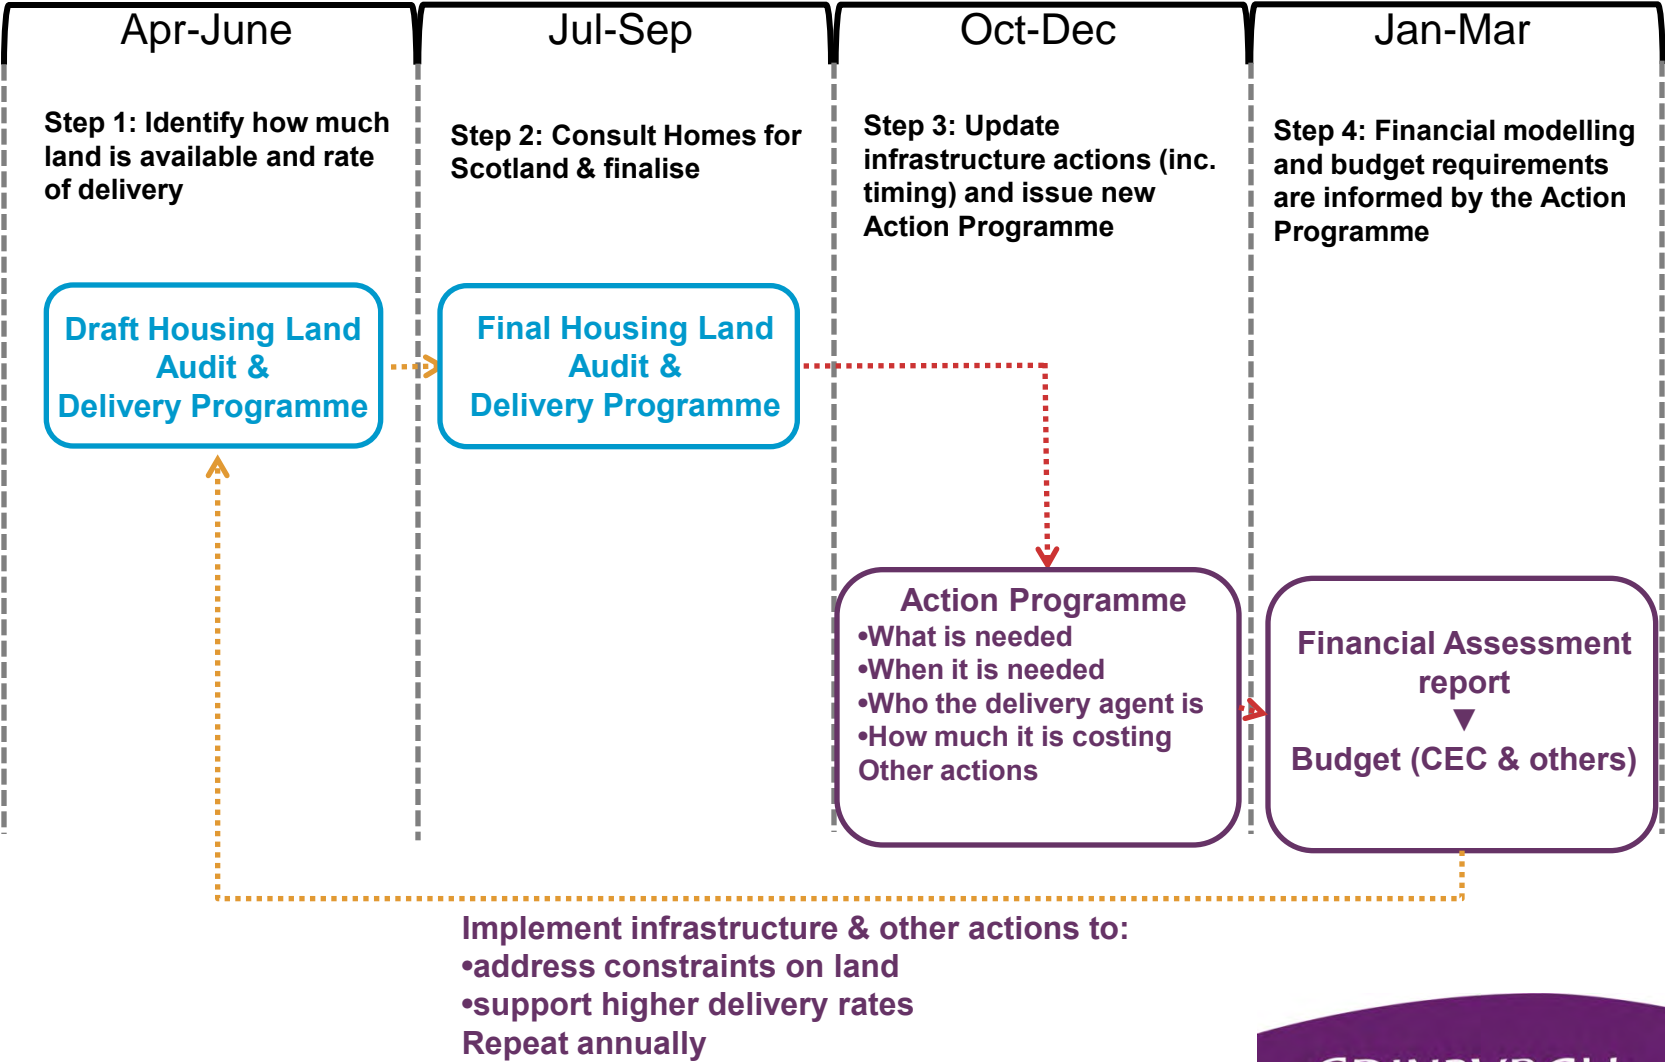 Apr-June
Jul-Sep
Oct-Dec
Jan-Mar
Step 1: Identify how much
land is available and rate
of delivery
Step 2: Consult Homes for
Scotland & finalise
Step 3: Update
infrastructure actions (inc.
timing) and issue new
Action Programme
Step 4: Financial modelling
and budget requirements
are informed by the Action
Programme
Draft Housing Land
Audit &
Delivery Programme
Final Housing Land
Audit &
Delivery Programme
Action Programme
•What is needed
•When it is needed
•Who the delivery agent is
•How much it is costing
Other actions
Financial Assessment
report
▼
Budget (CEC & others)
Implement infrastructure & other actions to:
•address constraints on land
•support higher delivery rates
Repeat annually